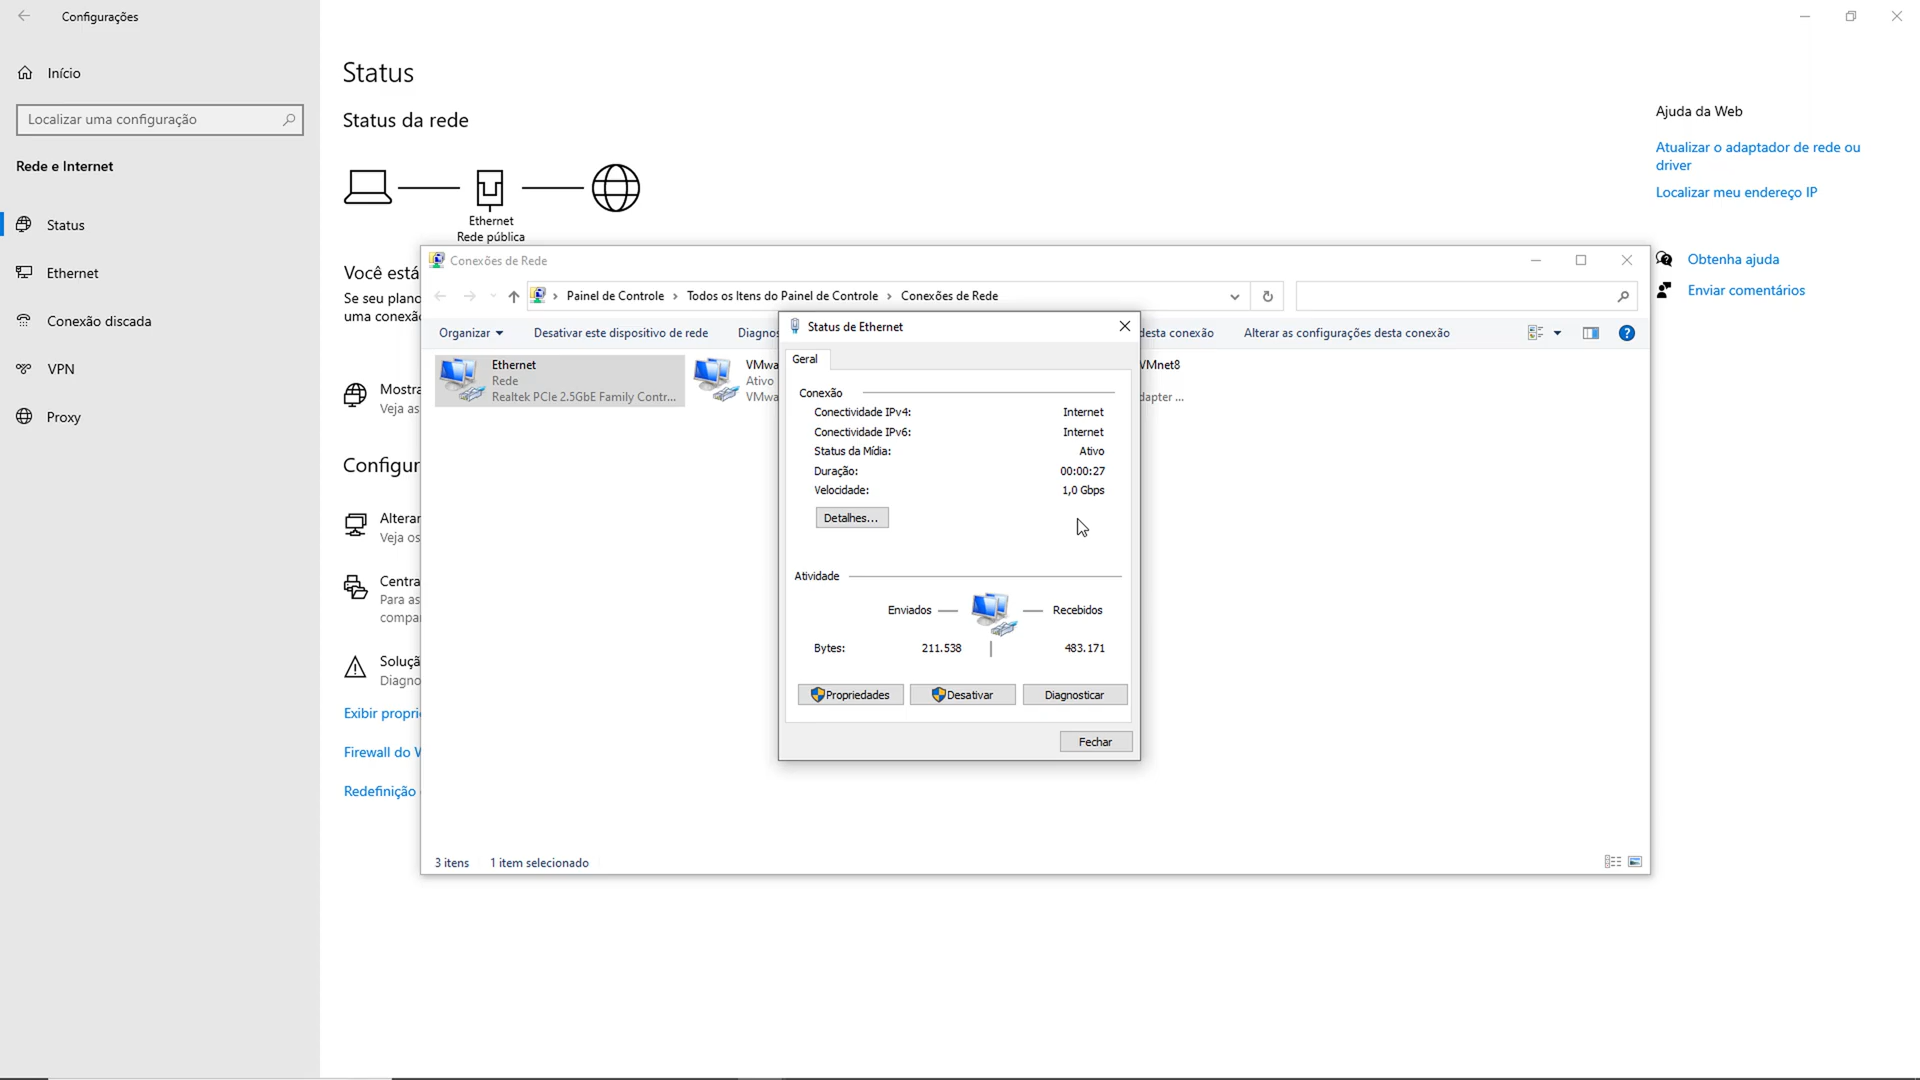 Configurações
Início
Localizar uma configuração
Rede e Internet
Status
Ethernet
Conexão discada
VPN
Proxy
Status
Status da rede
Ethernet
Rede pública
Você está
Se seu plano
uma conexã
Mostra
Veja as
Configur
Alterar
Veja os
Centra
Para as
compa
Soluçã
Diagno
Exibir propri
Firewall do W
Redefinição
Ajuda da Web
Atualizar o adaptador de rede ou
driver
Localizar meu endereço IP
Obtenha ajuda
Enviar comentários
Conexões de Rede
Painel de Controle > Todos os Itens do Painel de Controle > Conexões de Rede
Organizar Desativar este dispositivo de rede Diagnos desta conexão Alterar as configurações desta conexão
Ethernet
Rede
Realtek PCIe 2.5GbE Family Contr...
VMwa
Ativo
VMwa
VMnet8
dapter ...
3 itens 1 item selecionado
Status de Ethernet
Geral
Conexão
Conectividade IPv4: Internet
Conectividade IPv6: Internet
Status da Mídia: Ativo
Duração: 00:00:27
Velocidade: 1,0 Gbps
Detalhes...
Atividade
Enviados Recebidos
Bytes: 211.538 483.171
Propriedades Desativar Diagnosticar
Fechar